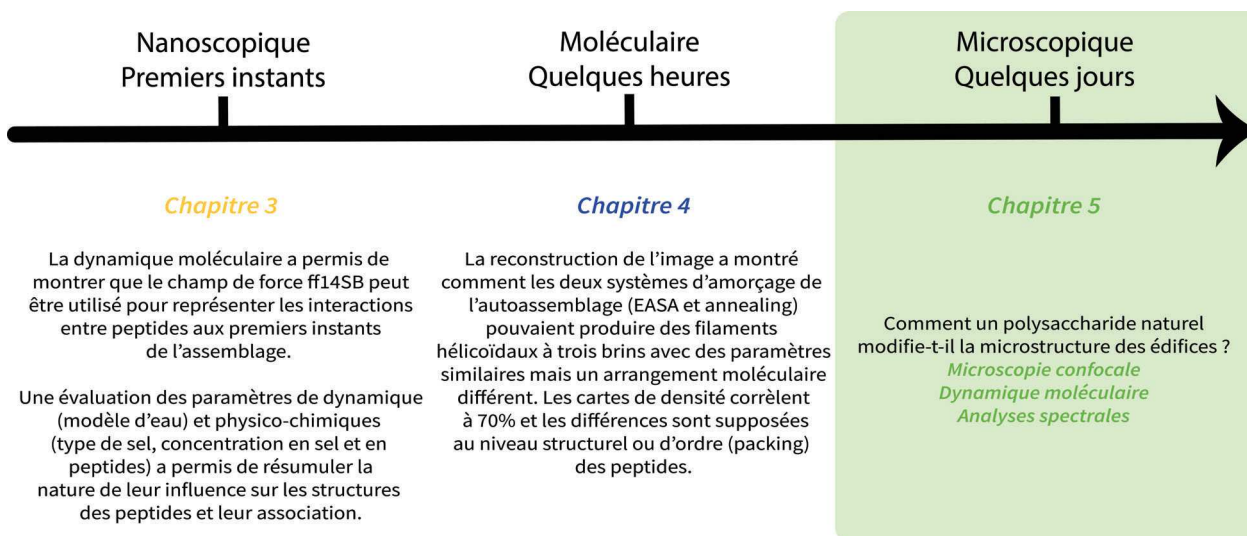 Nanoscopique
Premiers instants
Moléculaire
Quelques heures
Microscopique
Quelques jours
Chapitre 3
La dynamique moléculaire a permis de
montrer que le champ de force ff14SB peut
être utilisé pour représenter les interactions
entre peptides aux premiers instants
de l'assemblage.
Une évaluation des paramètres de dynamique
(modèle d'eau) et physico-chimiques
(type de sel, concentration en sel et en
peptides) a permis de résumuler la
nature de leur influence sur les structures
des peptides et leur association.
Chapitre 4
La reconstruction de l'image a montré
comment les deux systèmes d'amorçage de
l'autoassemblage (EASA et annealing)
pouvaient produire des filaments
hélicoïdaux à trois brins avec des paramètres
similaires mais un arrangement moléculaire
différent. Les cartes de densité corrèlent
à 70% et les différences sont supposées
au niveau structurel ou d'ordre (packing)
des peptides.
Chapitre 5
Comment un polysaccharide naturel
modifie-t-il la microstructure des édifices ?
Microscopie confocale
Dynamique moléculaire
Analyses spectrales